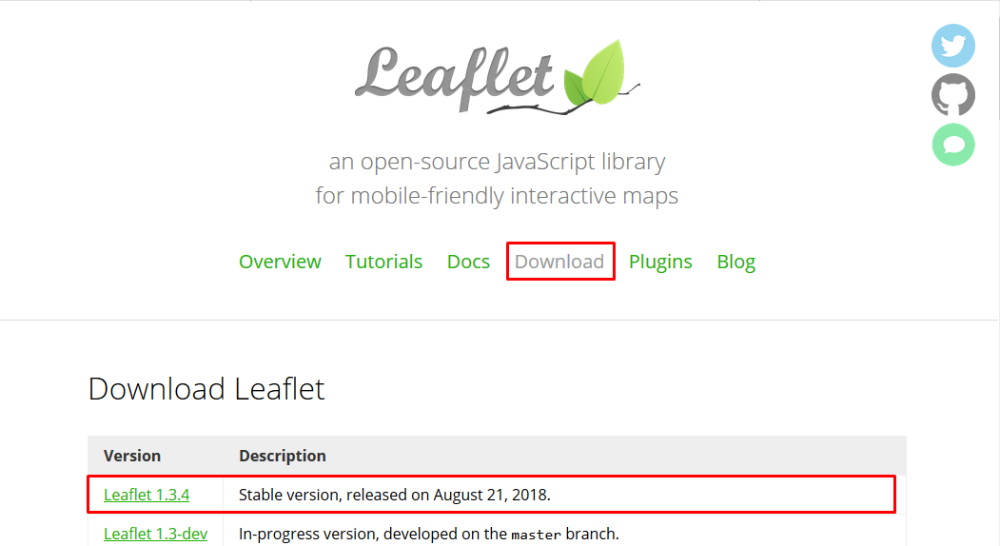 Leaflet
an open-source JavaScript library
for mobile-friendly interactive maps
Overview Tutorials Docs Download Plugins Blog
Download Leaflet
Version Description
Leaflet 1.3.4 Stable version, released on August 21, 2018.
Leaflet 1.3-dev In-progress version, developed on the master branch.